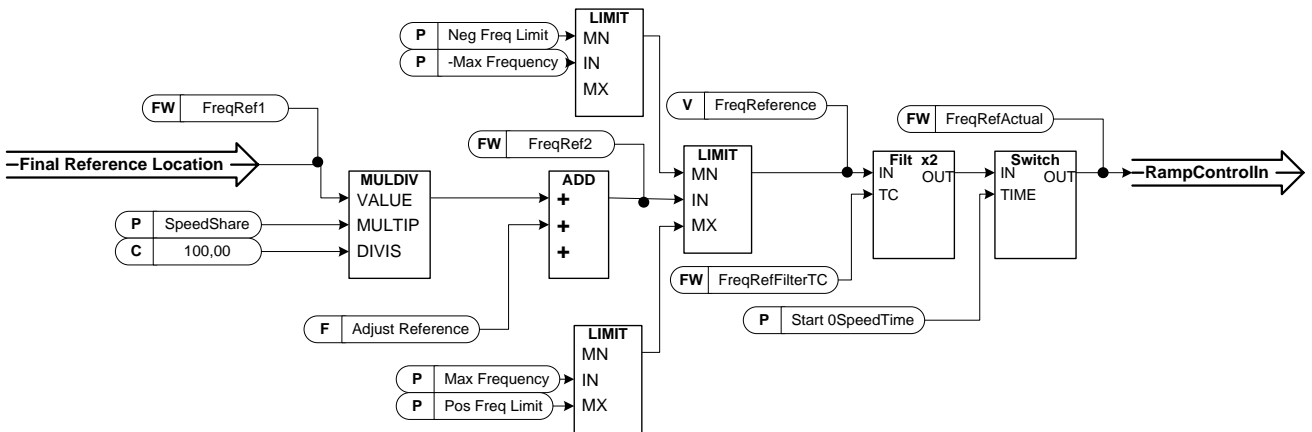 LIMIT
P Neg Freq Limit
MN
P -Max Frequency
IN
MX
FW FreqRef1
V FreqReference
FW FreqRefActual
FW FreqRef2
Final Reference Location
MULDIV
VALUE
P SpeedShare
MULTIP
C 100,00
DIVIS
ADD
+
+
+
F Adjust Reference
LIMIT
MN
IN
MX
Filt x2
IN
OUT
TC
FW FreqRefFilterTC
Switch
IN
OUT
TIME
P Start 0SpeedTime
RampControlIn
LIMIT
MN
P Max Frequency
IN
P Pos Freq Limit
MX